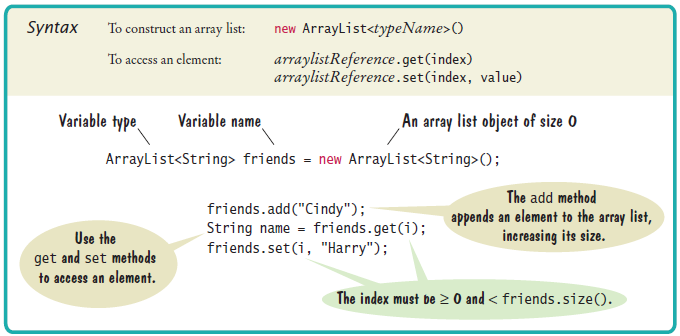 Syntax To construct an array list: new ArrayList<typeName>()
To access an element: arraylistReference.get(index)
arraylistReference.set(index, value)
Variable type Variable name An array list object of size 0
ArrayList<String> friends = new ArrayList<String>();
friends.add("Cindy");
String name = friends.get(i);
friends.set(i, "Harry");
The add method
appends an element to the array list,
increasing its size.
Use the
get and set methods
to access an element.
The index must be ≥ 0 and < friends.size().